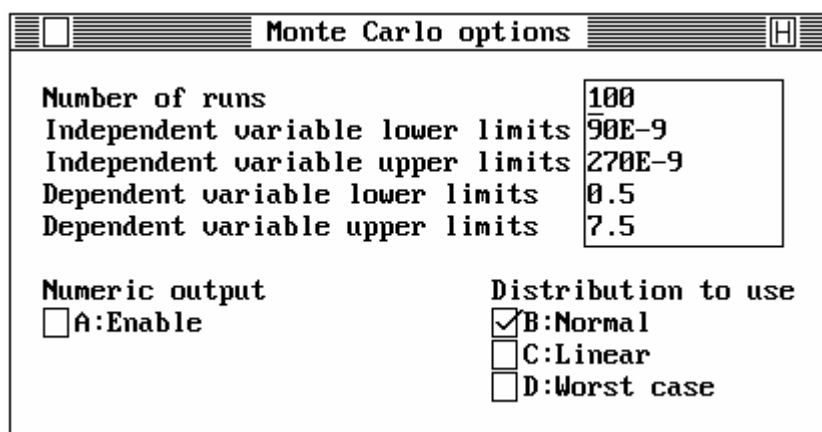 Monte Carlo options H
Number of runs 100
Independent variable lower limits 90E-9
Independent variable upper limits 270E-9
Dependent variable lower limits 0.5
Dependent variable upper limits 7.5
Numeric output Distribution to use
A:Enable B:Normal
C:Linear
D:Worst case